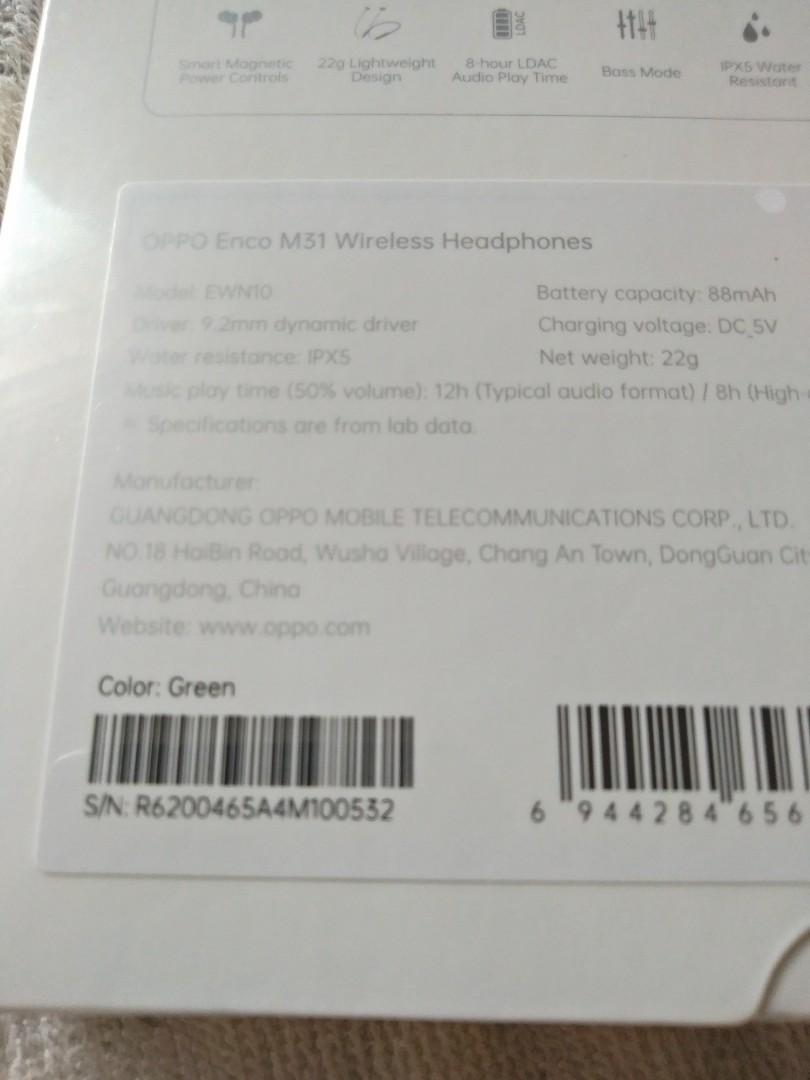 Smart Magnetic
Power Controls
22g Lightweight
Design
LDAC
8-hour LDAC
Audio Play Time
Bass Mode
IPX5 Water
Resistant
OPPO Enco M31 Wireless Headphones
Model: EWN10
Battery capacity: 88mAh
Driver: 9.2mm dynamic driver
Charging voltage: DC⎓5V
Water resistance: IPX5
Net weight: 22g
Music play time (50% volume): 12h (Typical audio format) / 8h (High-
※ Specifications are from lab data.
Manufacturer:
GUANGDONG OPPO MOBILE TELECOMMUNICATIONS CORP., LTD.
NO.18 HaiBin Road, Wusha Village, Chang An Town, DongGuan Cit
Guangdong, China
Website: www.oppo.com
Color: Green
S/N: R6200465A4M100532
6 944284 656